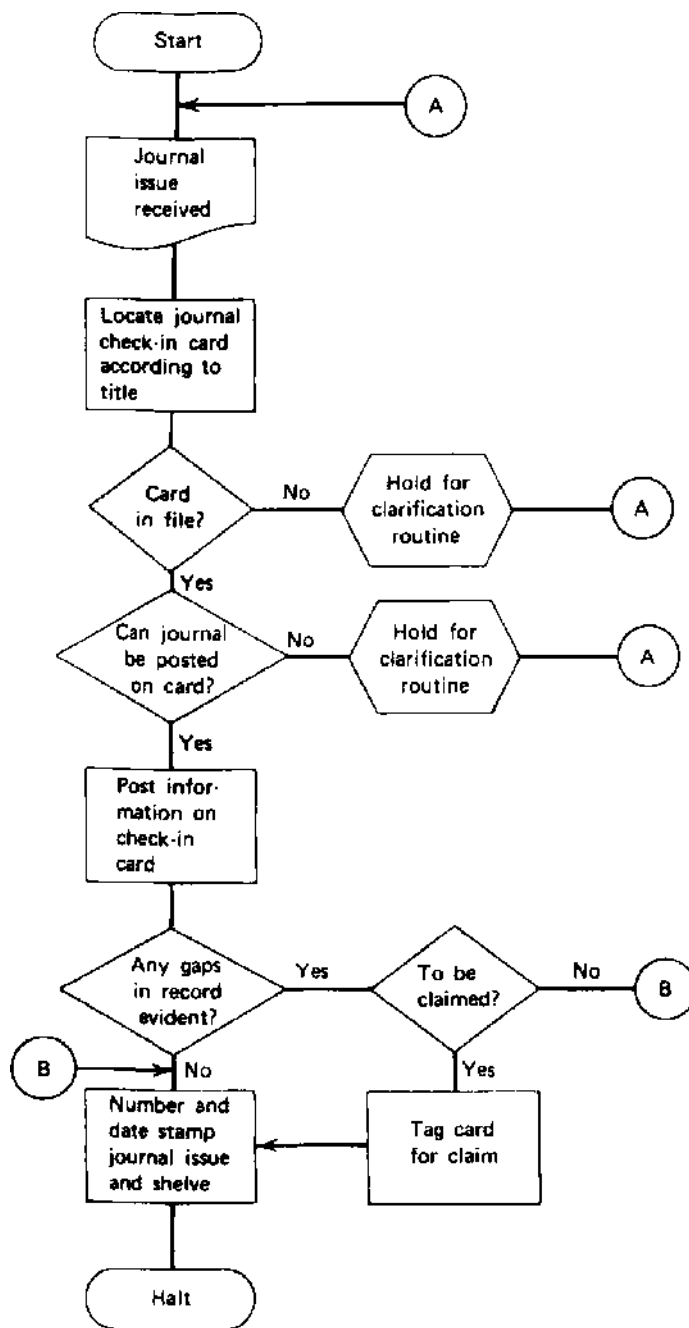 Start
A
Journal
issue
received
Locate journal
check-in card
according to
title
Card
in file?
No
Hold for
clarification
routine
A
Yes
Can journal
be posted
on card?
No
Hold for
clarification
routine
A
Yes
Post infor-
mation on
check-in
card
Any gaps
in record
evident?
Yes
To be
claimed?
No
B
B
No
Yes
Number and
date stamp
journal issue
and shelve
Tag card
for claim
Halt